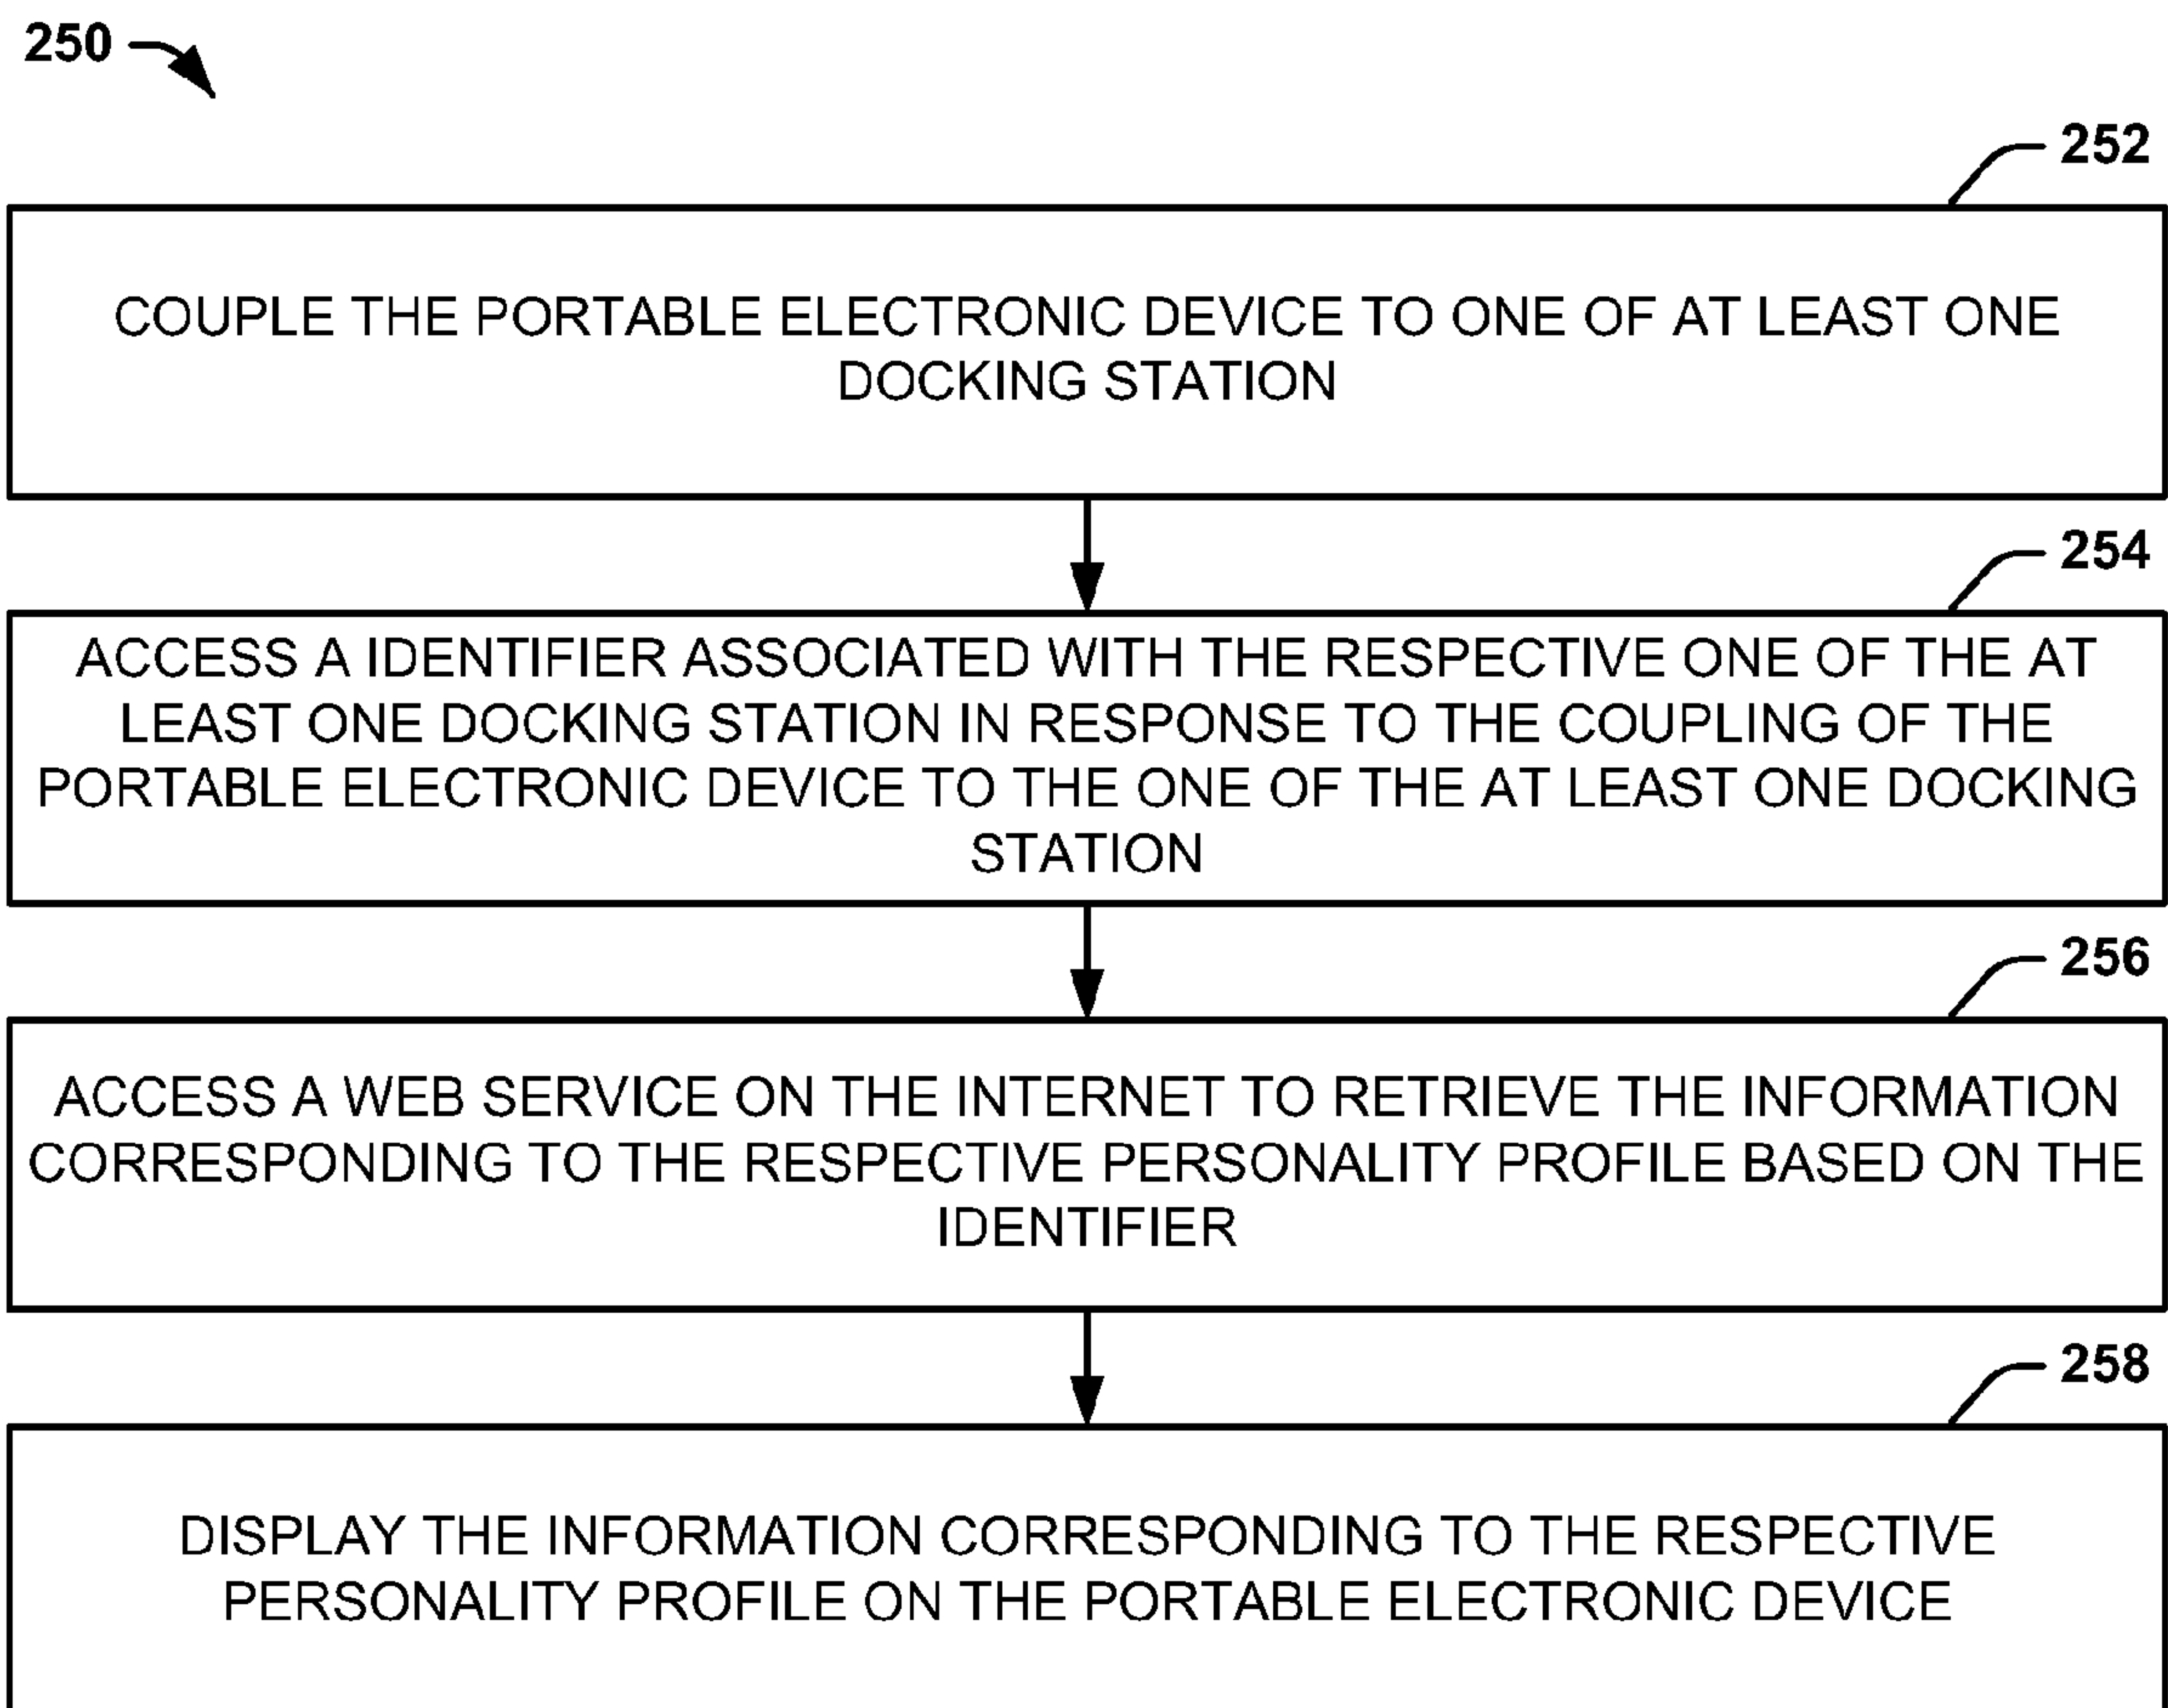 250
252
COUPLE THE PORTABLE ELECTRONIC DEVICE TO ONE OF AT LEAST ONE
DOCKING STATION
254
ACCESS A IDENTIFIER ASSOCIATED WITH THE RESPECTIVE ONE OF THE AT
LEAST ONE DOCKING STATION IN RESPONSE TO THE COUPLING OF THE
PORTABLE ELECTRONIC DEVICE TO THE ONE OF THE AT LEAST ONE DOCKING
STATION
256
ACCESS A WEB SERVICE ON THE INTERNET TO RETRIEVE THE INFORMATION
CORRESPONDING TO THE RESPECTIVE PERSONALITY PROFILE BASED ON THE
IDENTIFIER
258
DISPLAY THE INFORMATION CORRESPONDING TO THE RESPECTIVE
PERSONALITY PROFILE ON THE PORTABLE ELECTRONIC DEVICE